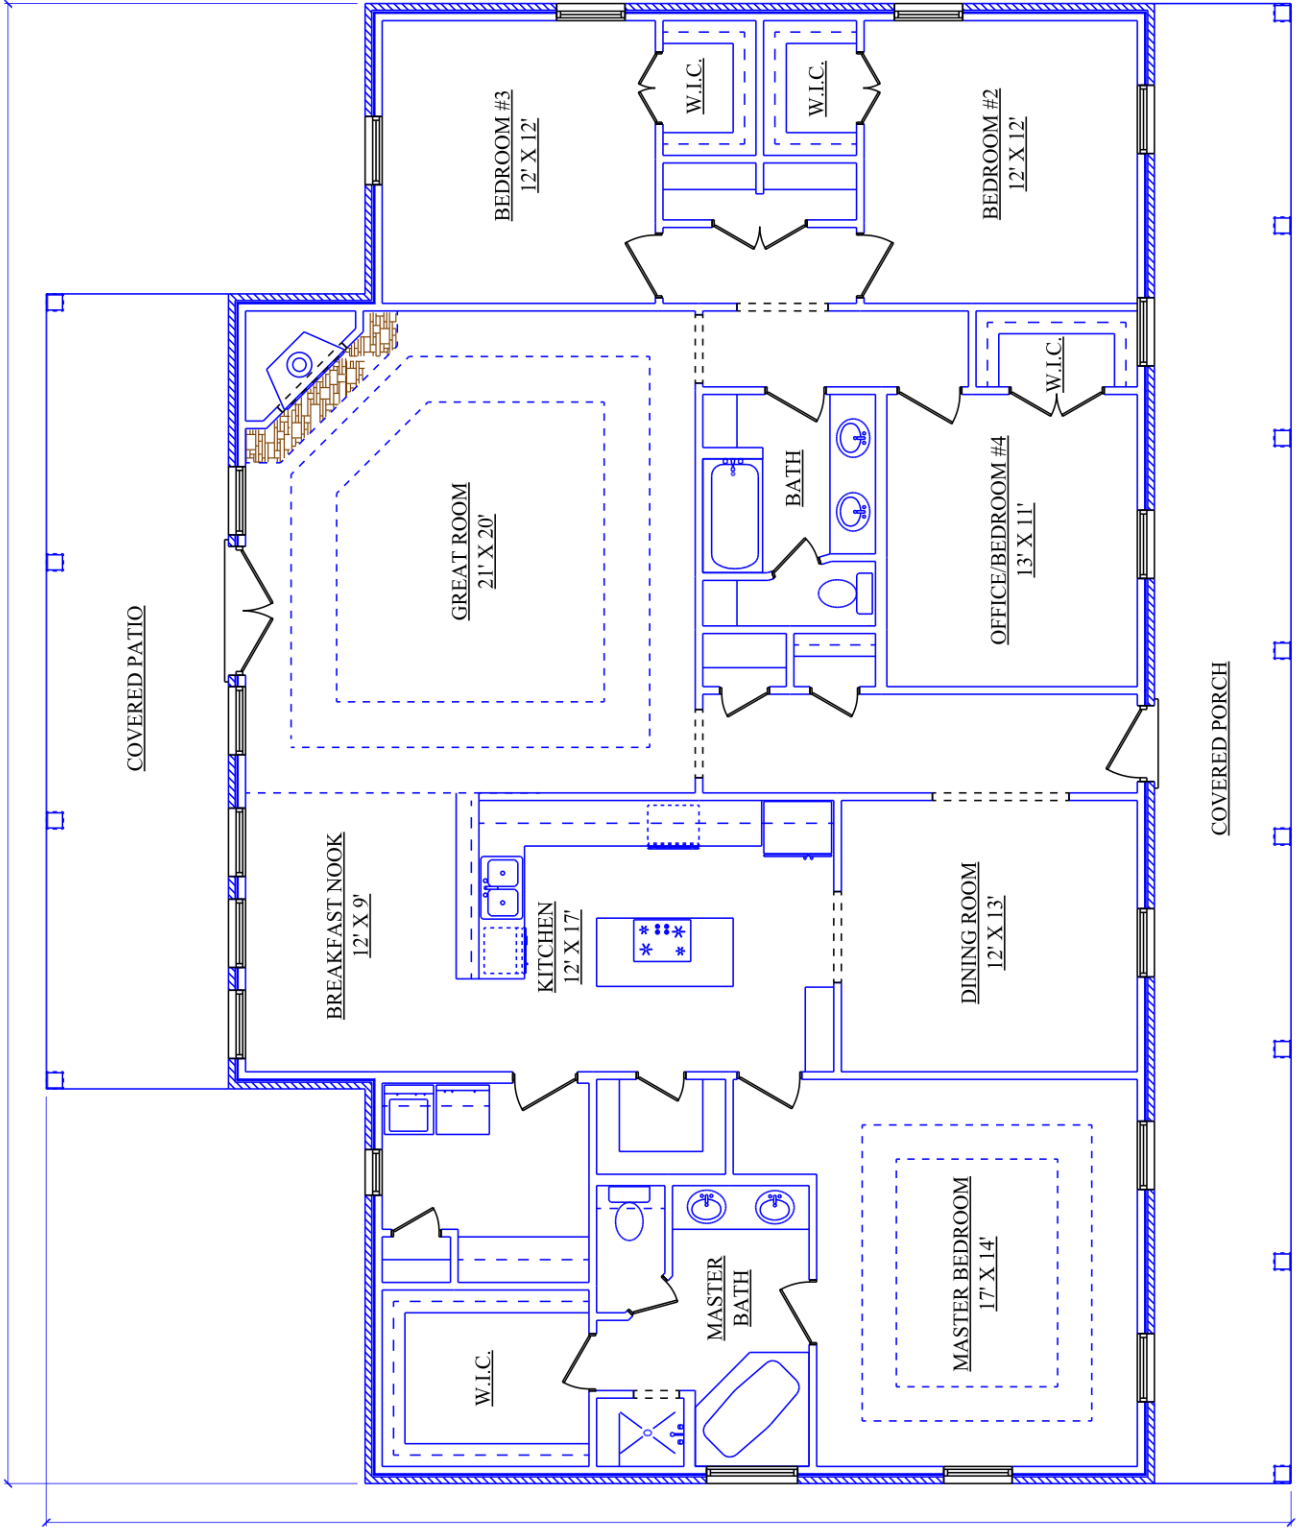 COVERED PATIO
BREAKFAST NOOK
12' X 9'
GREAT ROOM
21' X 20'
BEDROOM #3
12' X 12'
W.I.C.
W.I.C.
BEDROOM #2
12' X 12'
W.I.C.
KITCHEN
12' X 17'
MASTER
BATH
BATH
W.I.C.
OFFICE/BEDROOM #4
13' X 11'
MASTER BEDROOM
17' X 14'
DINING ROOM
12' X 13'
COVERED PORCH